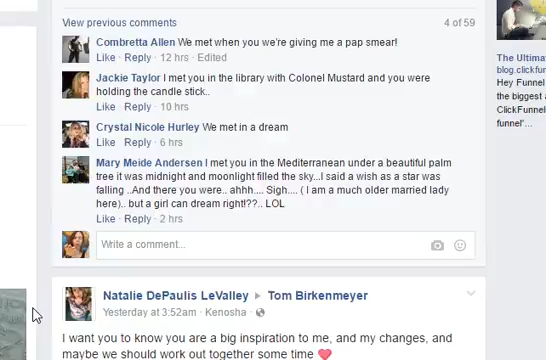 View previous comments 4 of 59
Combretta Allen We met when you we're giving me a pap smear!
Like · Reply · 12 hrs · Edited
Jackie Taylor I met you in the library with Colonel Mustard and you were
holding the candle stick..
Like · Reply · 10 hrs
Crystal Nicole Hurley We met in a dream
Like · Reply · 6 hrs
Mary Meide Andersen I met you in the Mediterranean under a beautiful palm
tree it was midnight and moonlight filled the sky...I said a wish as a star was
falling ..And there you were.. ahhh.... Sigh.... ( I am a much older married lady
here).. but a girl can dream right!??.. LOL
Like · Reply · 2 hrs
Write a comment...
Natalie DePaulis LeValley ▸ Tom Birkenmeyer
Yesterday at 3:52am · Kenosha ·
I want you to know you are a big inspiration to me, and my changes, and
maybe we should work out together some time ❤
The Ultima
blog.clickfun
Hey Funnel
the biggest a
ClickFunnel
funnel"...